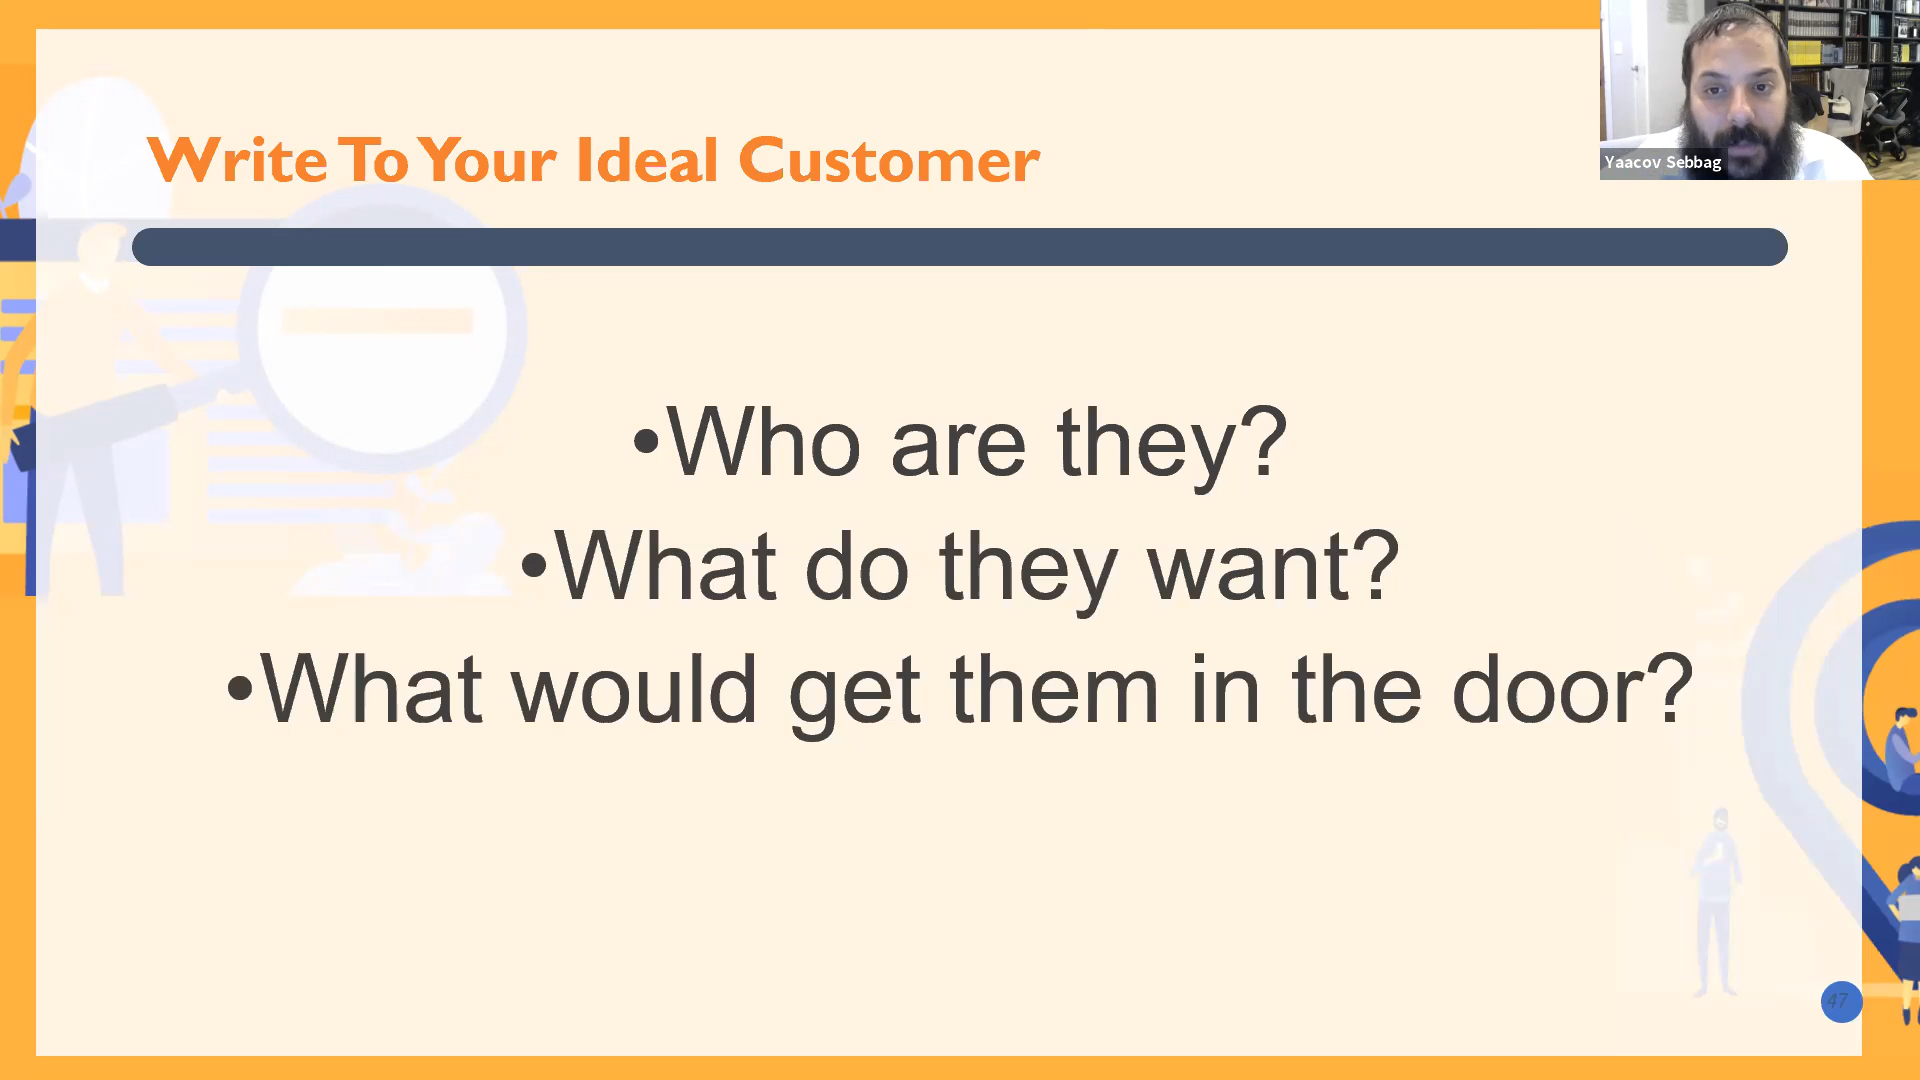 Write To Your Ideal Customer
Yaacov Sebbag
•Who are they?
•What do they want?
•What would get them in the door?
47